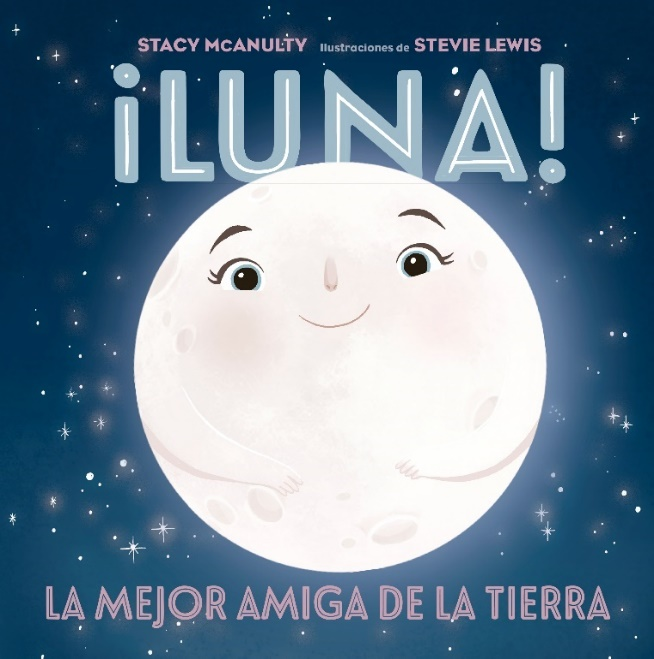 STACY McANULTY Ilustraciones de STEVIE LEWIS
¡LUNA!
LA MEJOR AMIGA DE LA TIERRA